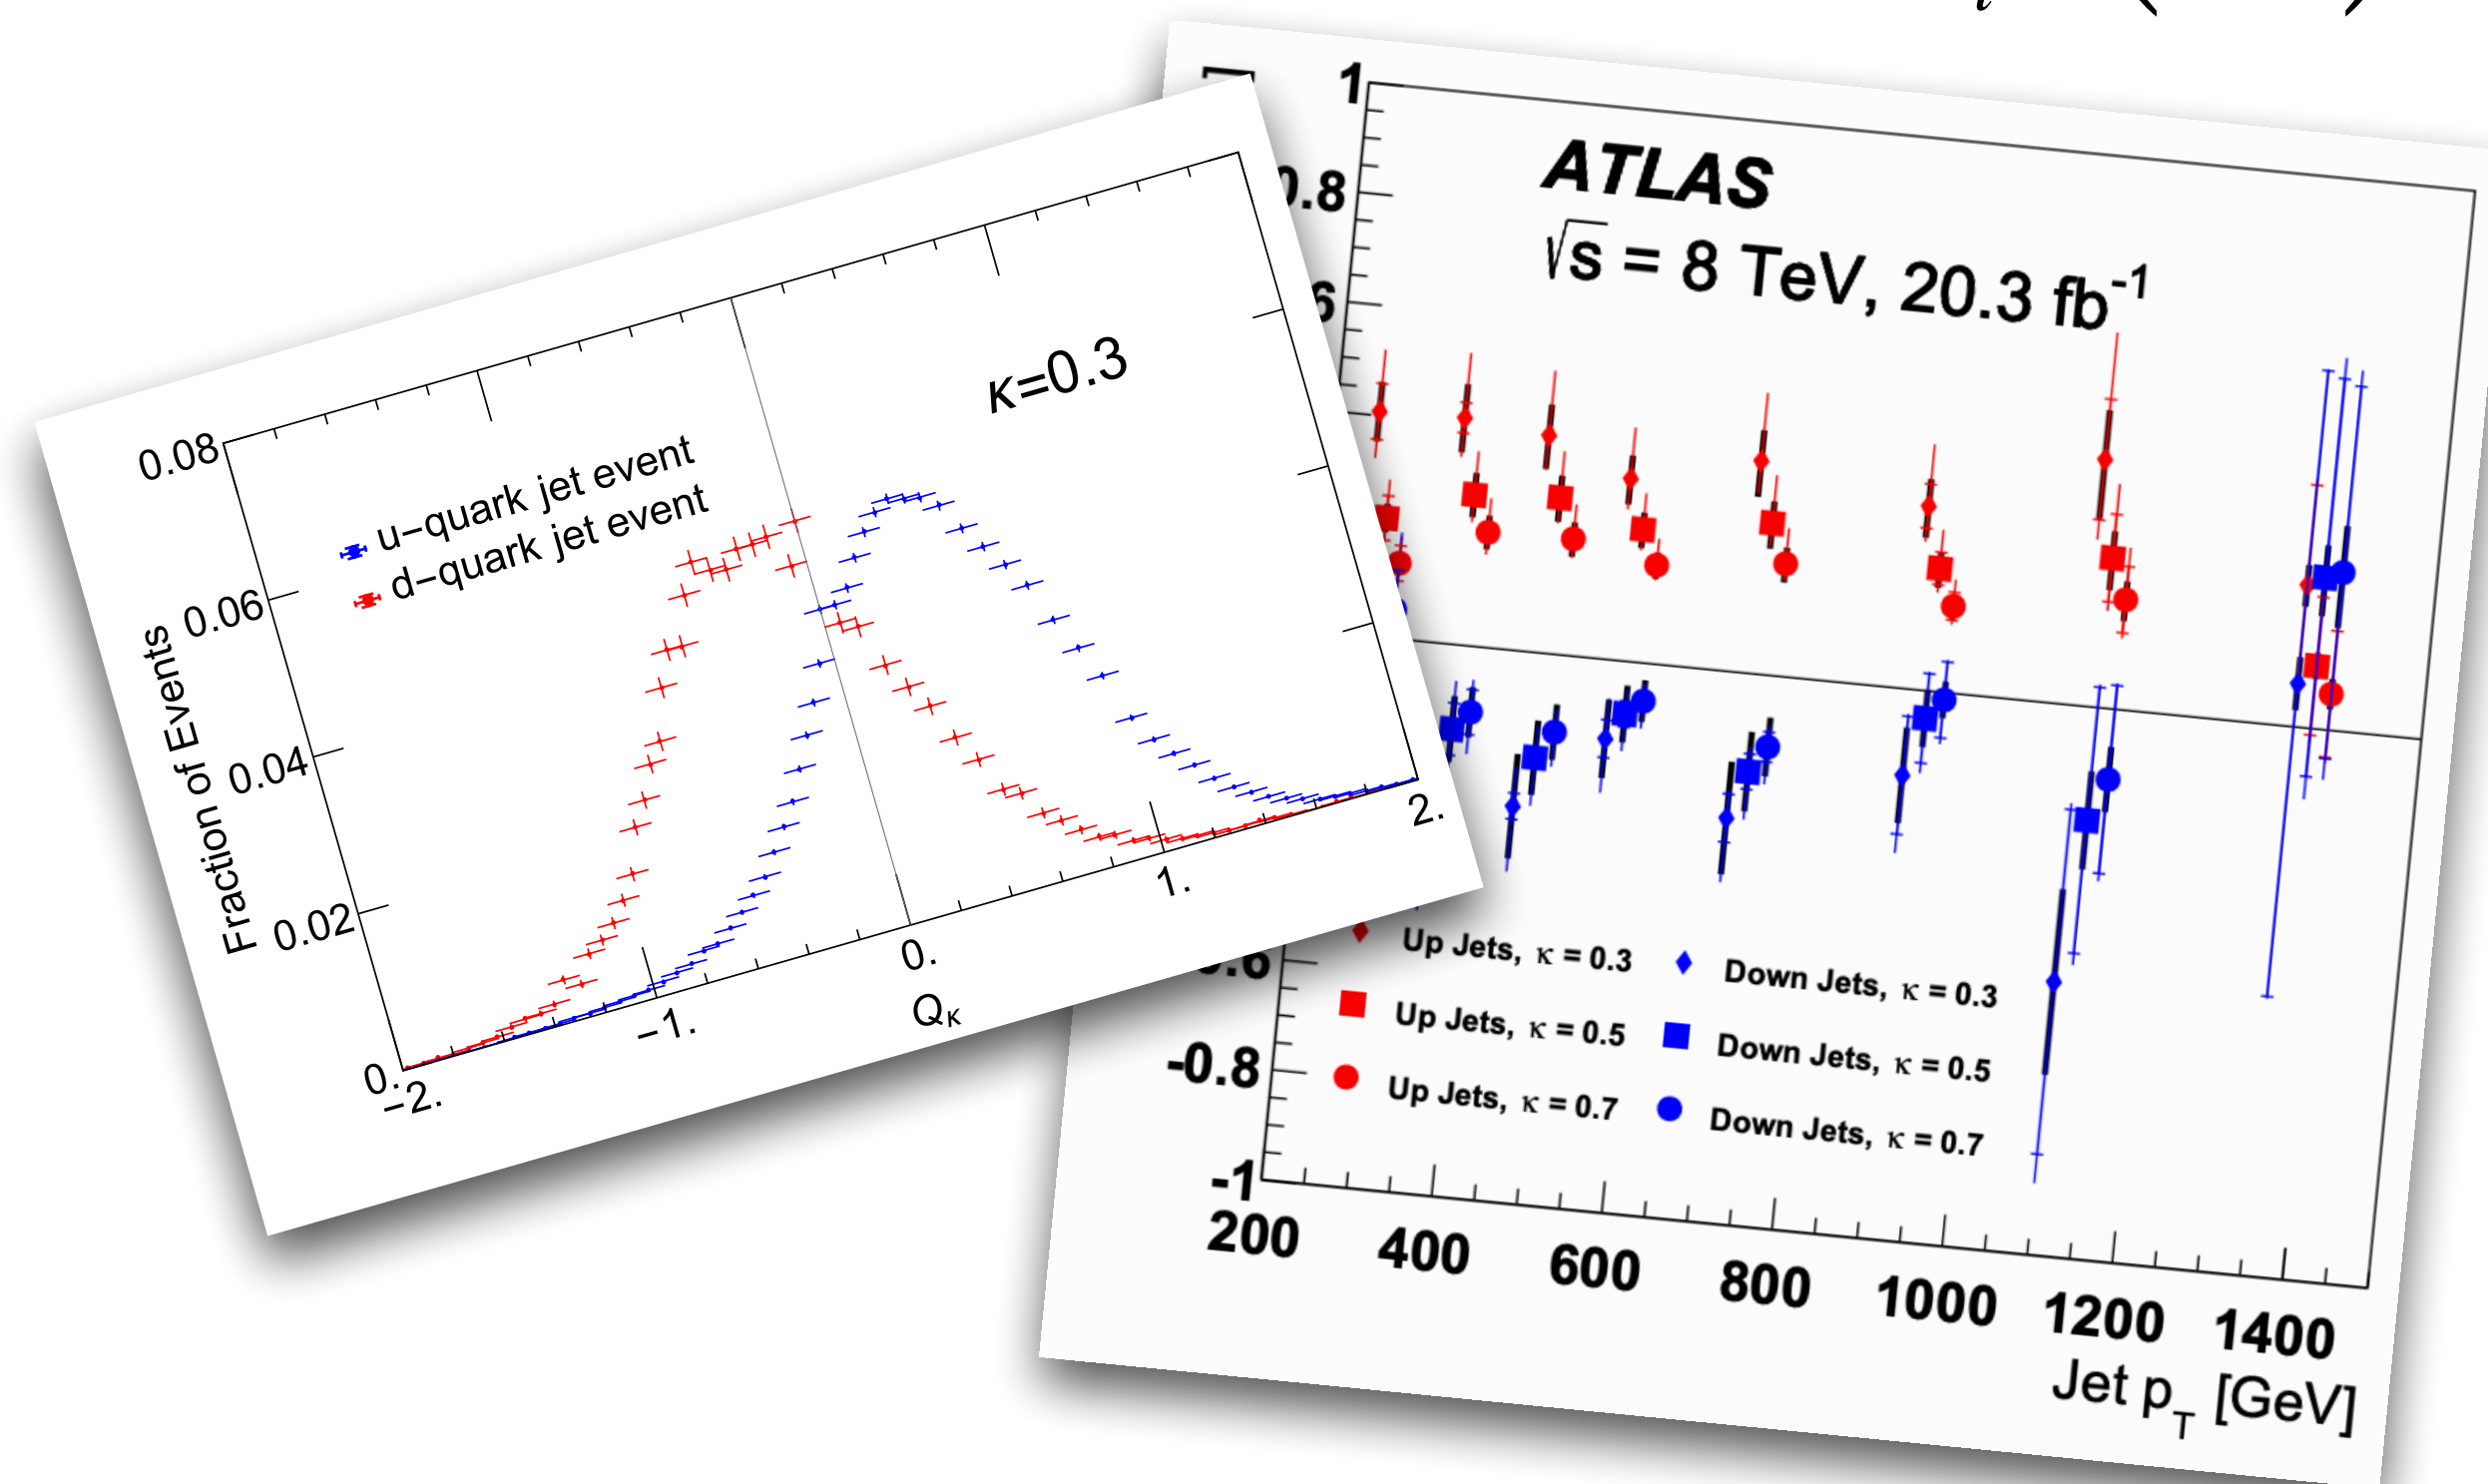 0.08
0.06
0.04
0.02
0.
Fraction of Events
u−quark jet event
d−quark jet event
κ=0.3
−2.
−1.
0.
1.
2.
Qκ
1
0.8
-0.8
-1
ATLAS
√s = 8 TeV, 20.3 fb-1
Up Jets, κ = 0.3
Down Jets, κ = 0.3
Up Jets, κ = 0.5
Down Jets, κ = 0.5
Up Jets, κ = 0.7
Down Jets, κ = 0.7
200 400 600 800 1000 1200 1400
Jet pT [GeV]